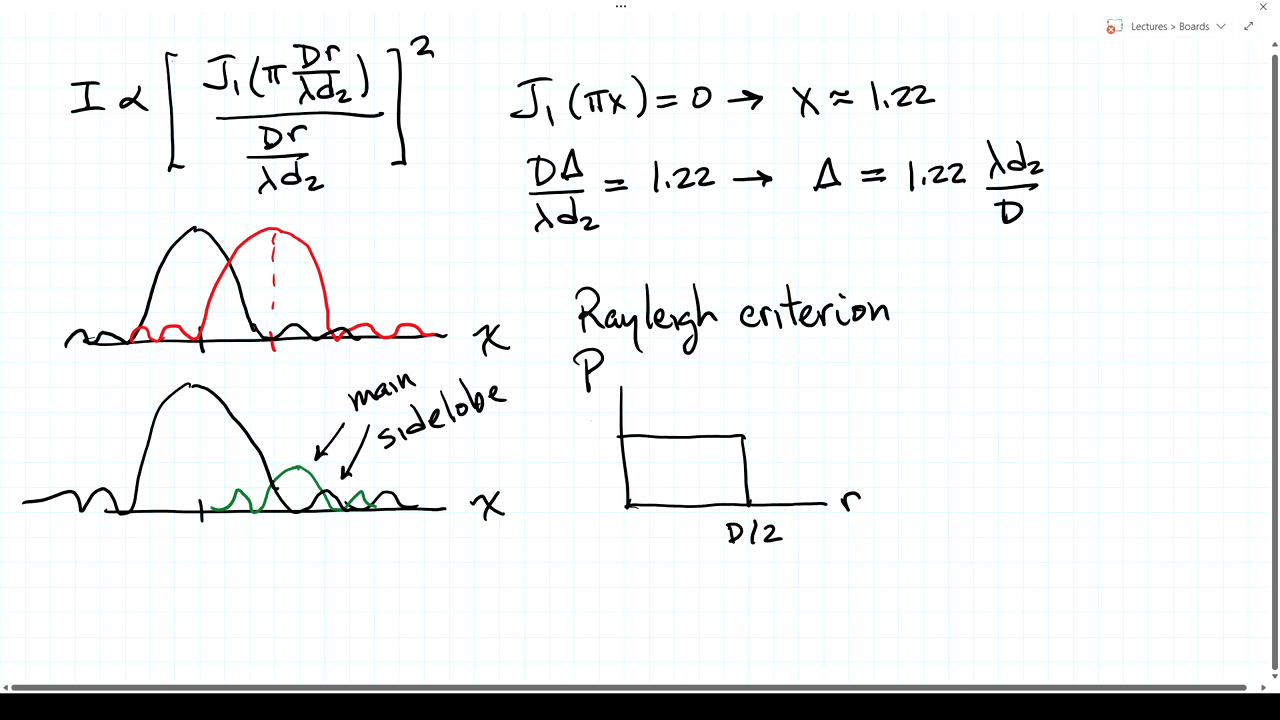 Lectures > Boards
I ∝ [ J₁(π Dr/λd₂) / (Dr/λd₂) ]²
J₁(πx) = 0 → x ≈ 1.22
DΔ/λd₂ = 1.22 → Δ = 1.22 λd₂/D
x
Rayleigh criterion
main
sidelobe
x
P
r
D/2